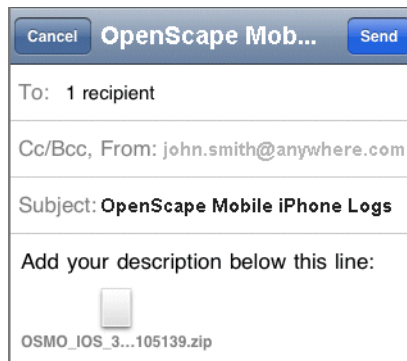 Cancel OpenScape Mob... Send
To: 1 recipient
Cc/Bcc, From: john.smith@anywhere.com
Subject: OpenScape Mobile iPhone Logs
Add your description below this line:
OSMO_IOS_3...105139.zip